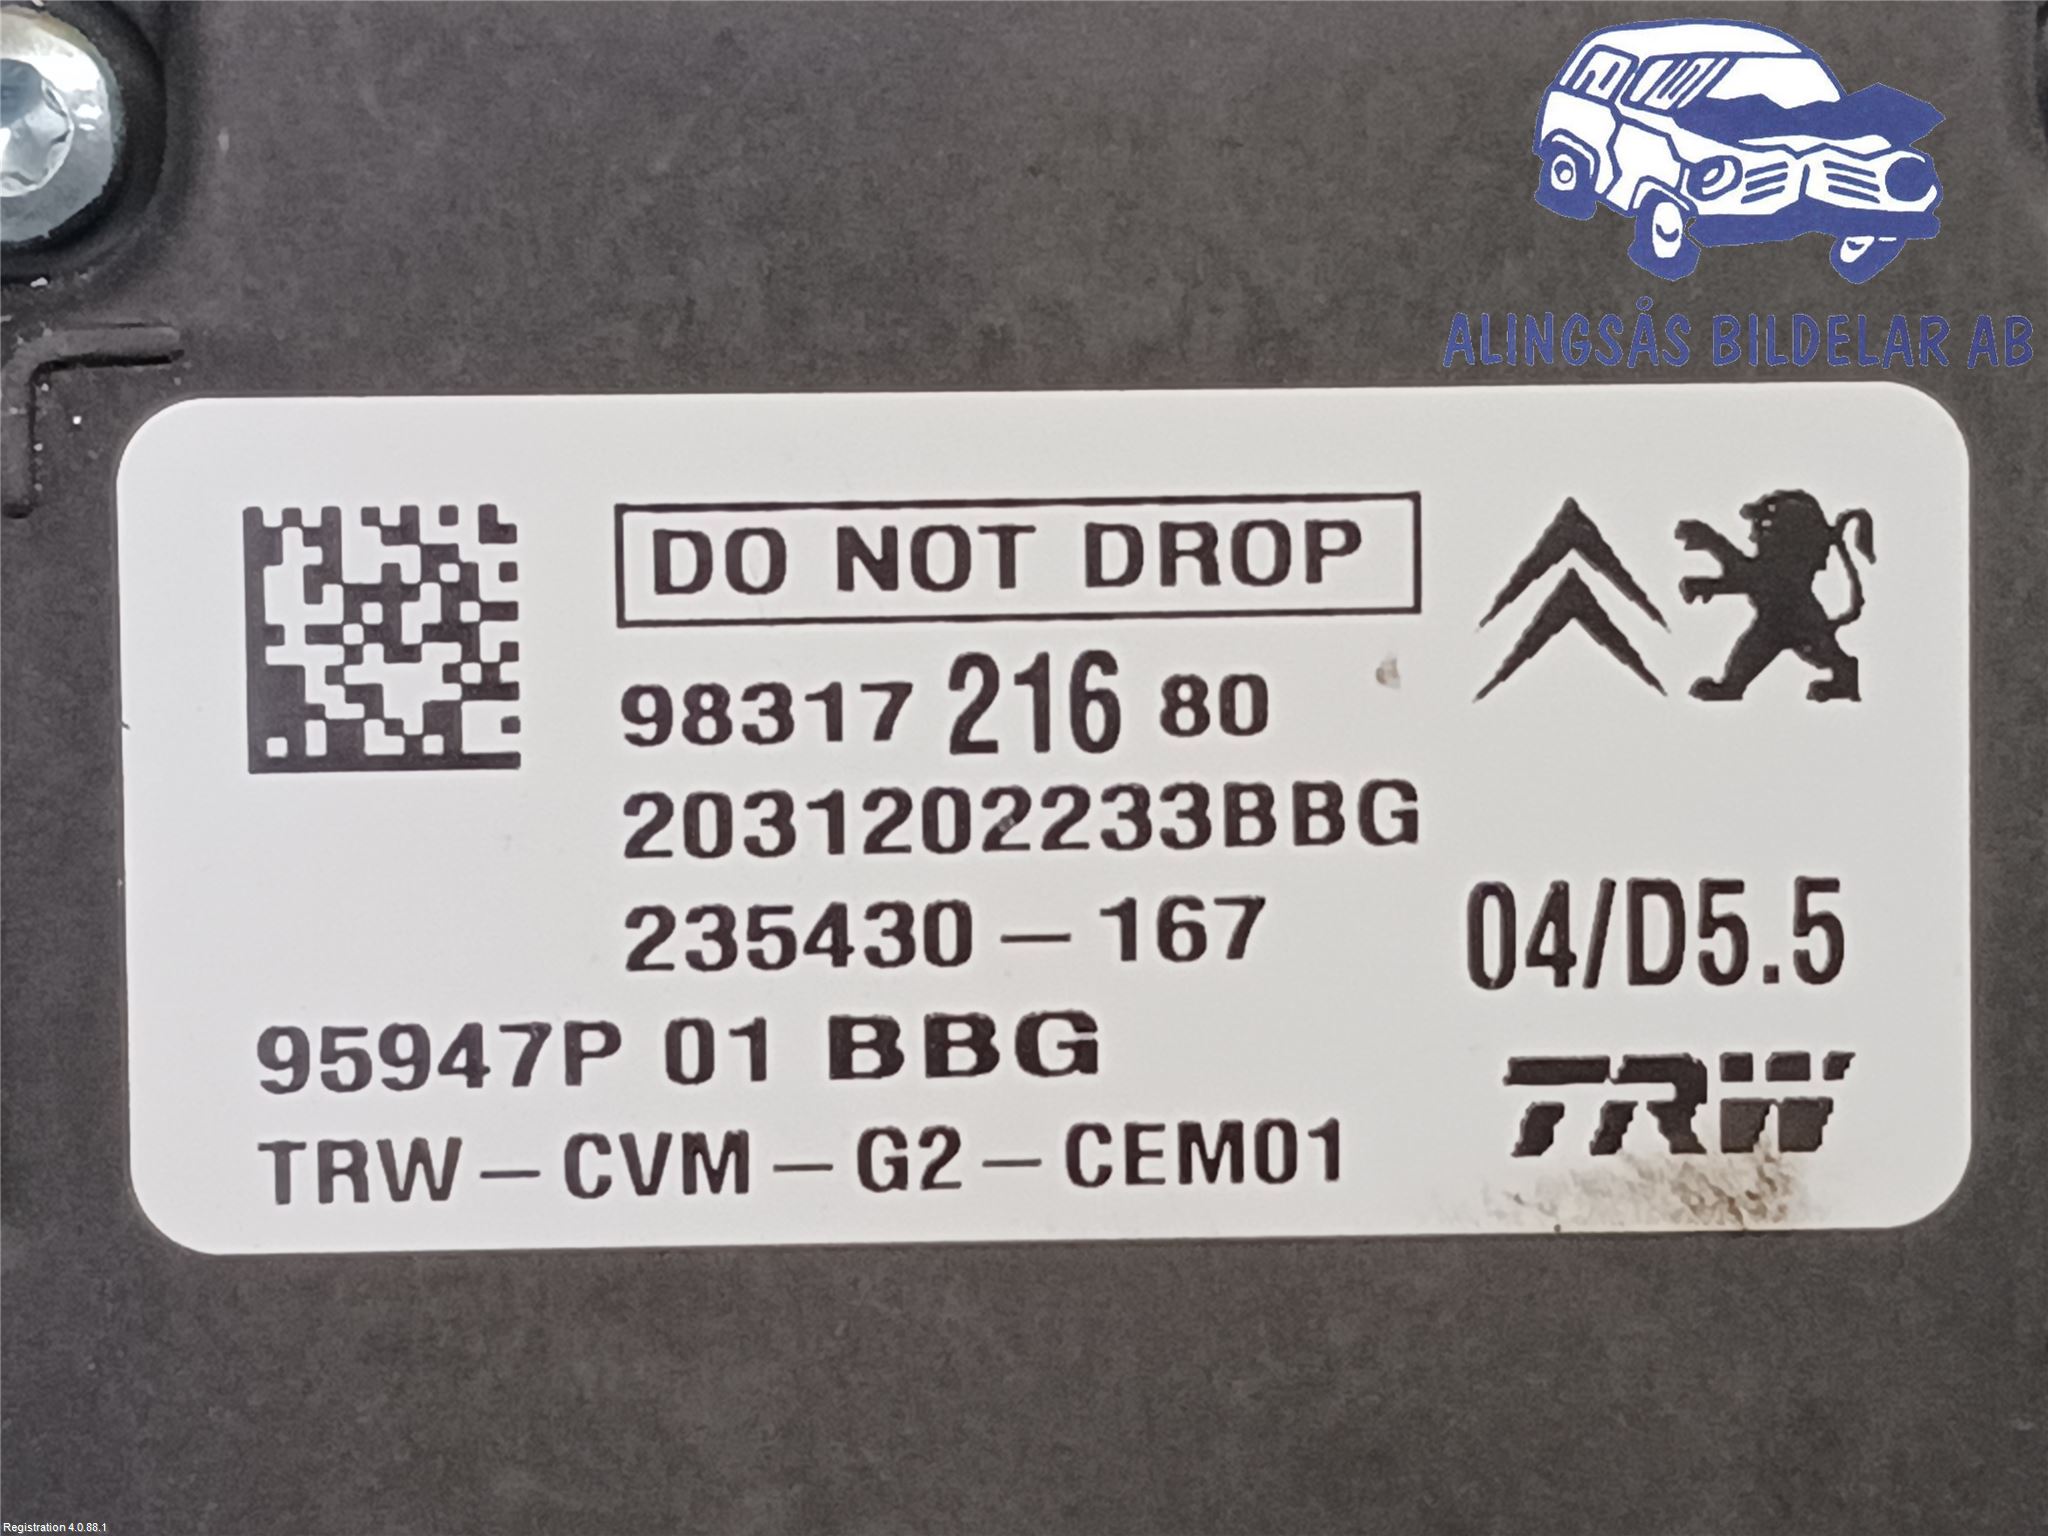 ALINGSÅS BILDELAR AB
DO NOT DROP
98317 216 80
2031202233BBG
235430-167
04/D5.5
95947P 01 BBG
TRW
TRW-CVM-G2-CEM01
Registration 4.0.88.1